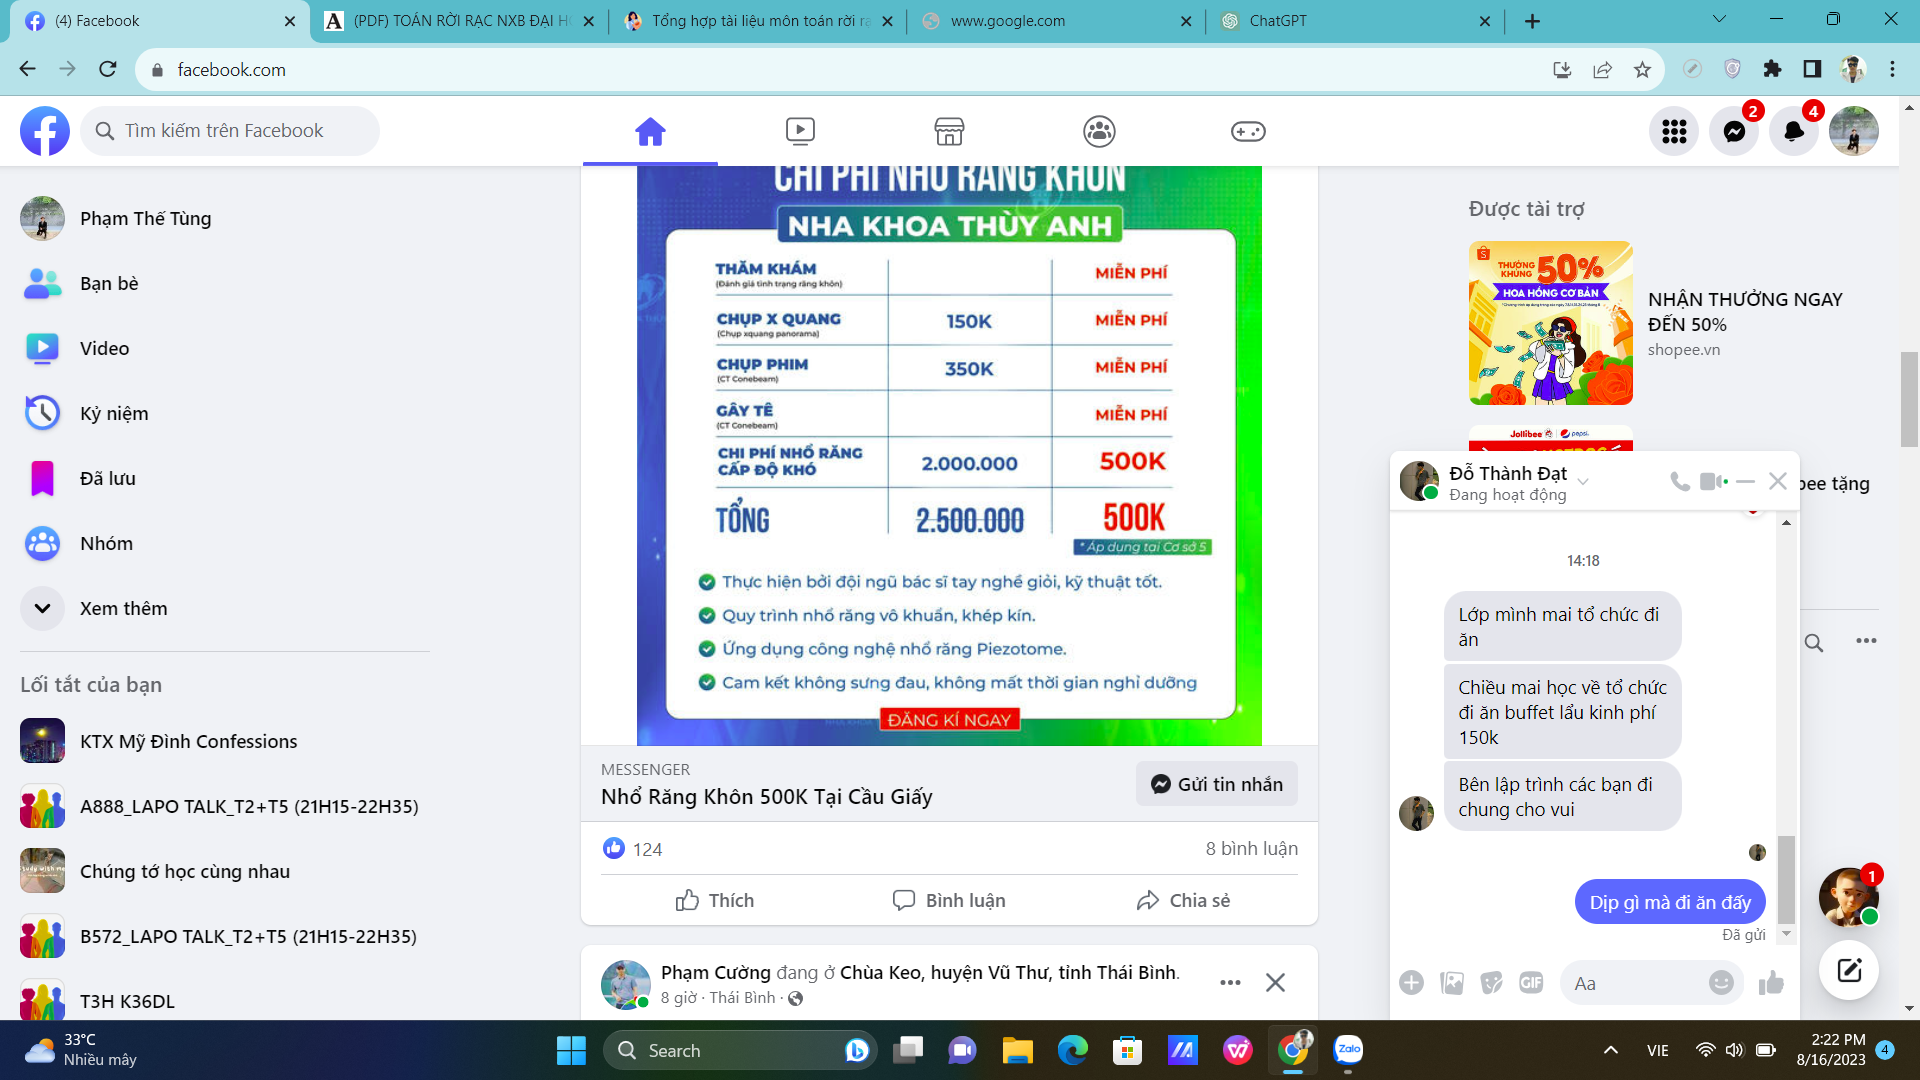 (4) Facebook
(PDF) TOÁN RỜI RẠC NXB ĐẠI H
Tổng hợp tài liệu môn toán rời r
www.google.com
ChatGPT
facebook.com
Tìm kiếm trên Facebook
2
4
Phạm Thế Tùng
Bạn bè
Video
Kỷ niệm
Đã lưu
Nhóm
Xem thêm
Lối tắt của bạn
KTX Mỹ Đình Confessions
A888_LAPO TALK_T2+T5 (21H15-22H35)
Chúng tớ học cùng nhau
B572_LAPO TALK_T2+T5 (21H15-22H35)
T3H K36DL
CHI PHÍ NHỔ RĂNG KHÔN
NHA KHOA THÙY ANH
THĂM KHÁM
(Đánh giá tình trạng răng khôn)
MIỄN PHÍ
CHỤP X QUANG
(Chụp xquang panorama)
150K
MIỄN PHÍ
CHỤP PHIM
(CT Conebeam)
350K
MIỄN PHÍ
GÂY TÊ
(CT Conebeam)
MIỄN PHÍ
CHI PHÍ NHỔ RĂNG
CẤP ĐỘ KHÓ
2.000.000
500K
TỔNG
2.500.000
500K
* Áp dụng tại Cơ sở 5
Thực hiện bởi đội ngũ bác sĩ tay nghề giỏi, kỹ thuật tốt.
Quy trình nhổ răng vô khuẩn, khép kín.
Ứng dụng công nghệ nhổ răng Piezotome.
Cam kết không sưng đau, không mất thời gian nghỉ dưỡng
ĐĂNG KÍ NGAY
MESSENGER
Nhổ Răng Khôn 500K Tại Cầu Giấy
Gửi tin nhắn
124
8 bình luận
Thích
Bình luận
Chia sẻ
Phạm Cường đang ở Chùa Keo, huyện Vũ Thư, tỉnh Thái Bình.
8 giờ · Thái Bình ·
Được tài trợ
THƯỞNG KHỦNG 50%
HOA HỒNG CƠ BẢN
NHẬN THƯỞNG NGAY
ĐẾN 50%
shopee.vn
Jollibee
pepsi
pee tặng
Đỗ Thành Đạt
Đang hoạt động
14:18
Lớp mình mai tổ chức đi
ăn
Chiều mai học về tổ chức
đi ăn buffet lẩu kinh phí
150k
Bên lập trình các bạn đi
chung cho vui
Dịp gì mà đi ăn đấy
Đã gửi
GIF
Aa
1
33°C
Nhiều mây
Search
Zalo
VIE
2:22 PM
8/16/2023
4